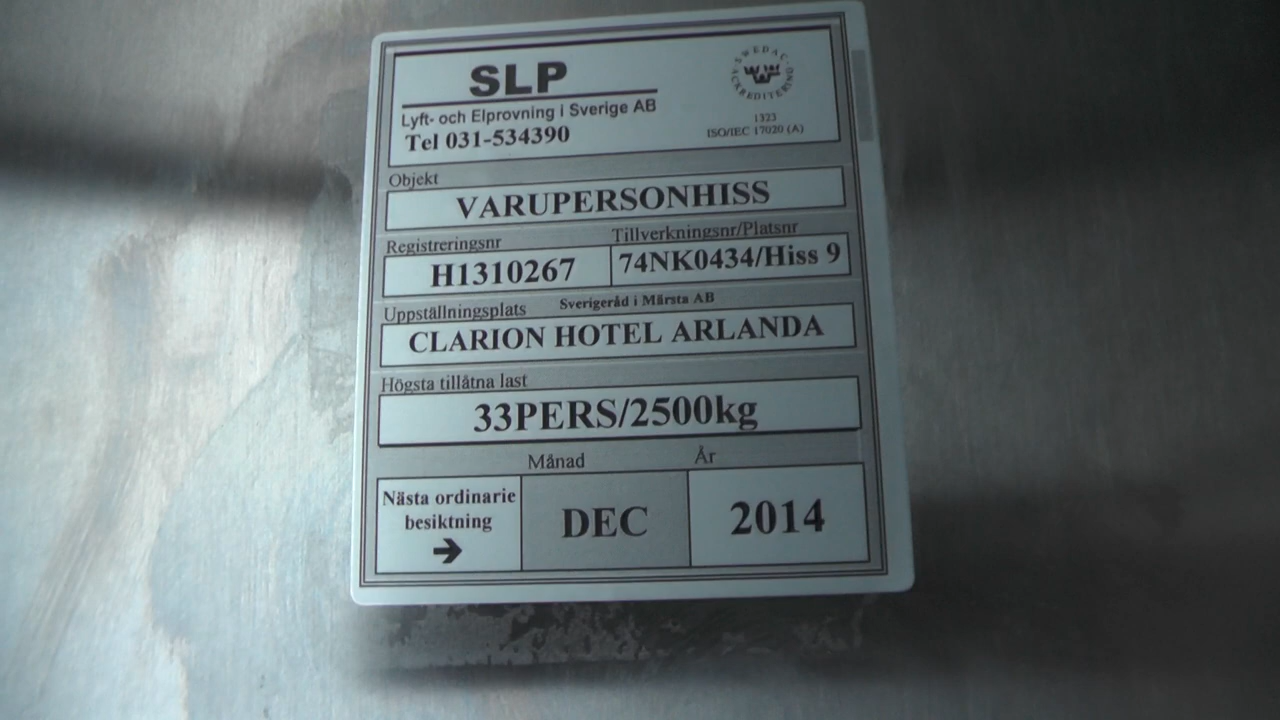 SLP
Lyft- och Elprovning i Sverige AB
Tel 031-534390
SWEDAC ACKREDITERING
1323
ISO/IEC 17020 (A)
Objekt
VARUPERSONHISS
Registreringsnr Tillverkningsnr/Platsnr
H1310267 74NK0434/Hiss 9
Uppställningsplats Sverigeråd i Märsta AB
CLARION HOTEL ARLANDA
Högsta tillåtna last
33PERS/2500kg
Månad År
Nästa ordinarie
besiktning
→
DEC 2014